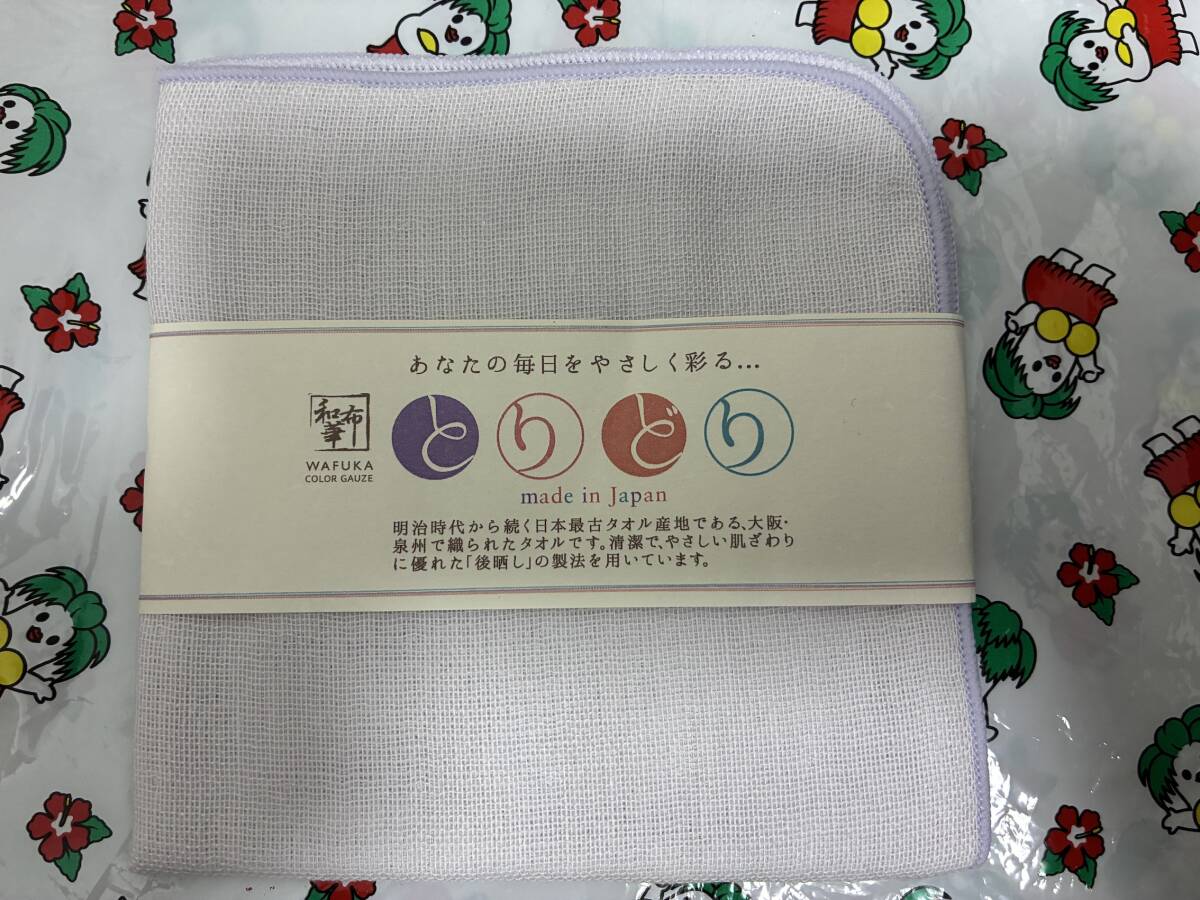 あなたの毎日をやさしく彩る…
和布華
WAFUKA
COLOR GAUZE
とりどり
made in Japan
明治時代から続く日本最古タオル産地である、大阪・
泉州で織られたタオルです。清潔で、やさしい肌ざわり
に優れた「後晒し」の製法を用いています。